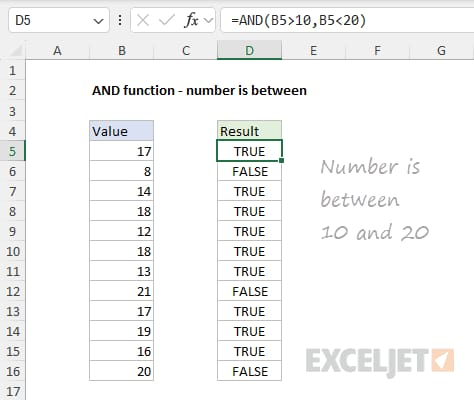 D5 =AND(B5>10,B5<20)
A B C D E F G
1
2 AND function - number is between
3
4 Value Result
5 17 TRUE
6 8 FALSE
7 14 TRUE
8 18 TRUE
9 12 TRUE
10 18 TRUE
11 13 TRUE
12 21 FALSE
13 17 TRUE
14 19 TRUE
15 16 TRUE
16 20 FALSE
17
Number is
between
10 and 20
EXCELJET